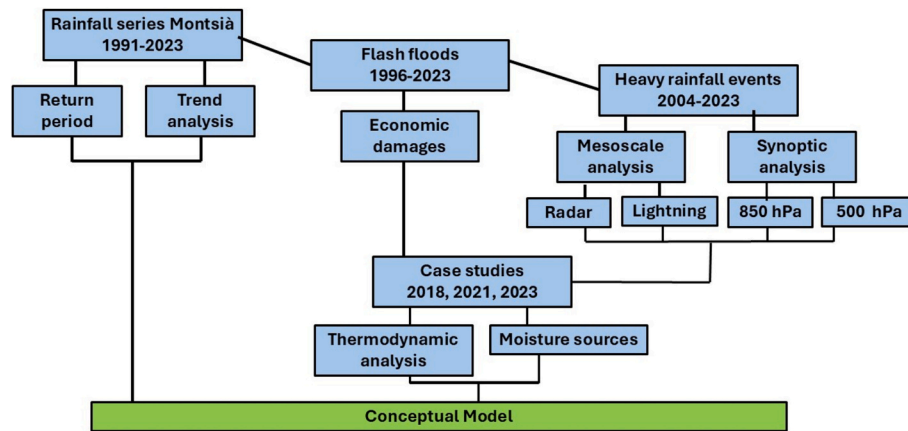 Rainfall series Montsià
1991-2023
Flash floods
1996-2023
Heavy rainfall events
2004-2023
Return
period
Trend
analysis
Economic
damages
Mesoscale
analysis
Synoptic
analysis
Radar
Lightning
850 hPa
500 hPa
Case studies
2018, 2021, 2023
Thermodynamic
analysis
Moisture sources
Conceptual Model